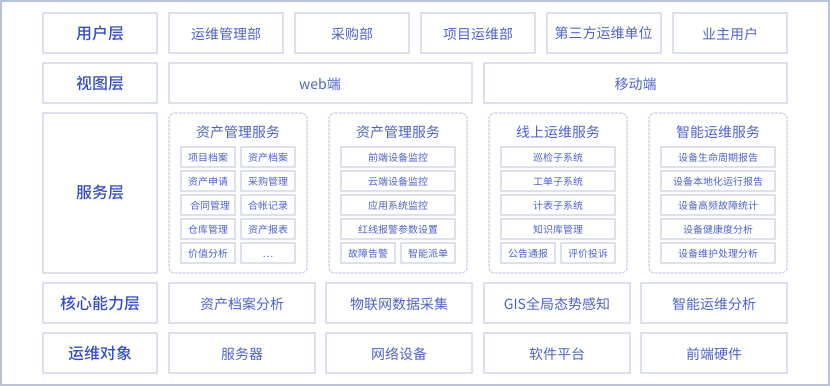 用户层
运维管理部
采购部
项目运维部
第三方运维单位
业主用户
视图层
web端
移动端
服务层
资产管理服务
项目档案
资产档案
资产申请
采购管理
合同管理
合帐记录
仓库管理
资产报表
价值分析
...
资产管理服务
前端设备监控
云端设备监控
应用系统监控
红线报警参数设置
故障告警
智能派单
线上运维服务
巡检子系统
工单子系统
计表子系统
知识库管理
公告通报
评价投诉
智能运维服务
设备生命周期报告
设备本地化运行报告
设备高频故障统计
设备健康度分析
设备维护处理分析
核心能力层
资产档案分析
物联网数据采集
GIS全局态势感知
智能运维分析
运维对象
服务器
网络设备
软件平台
前端硬件